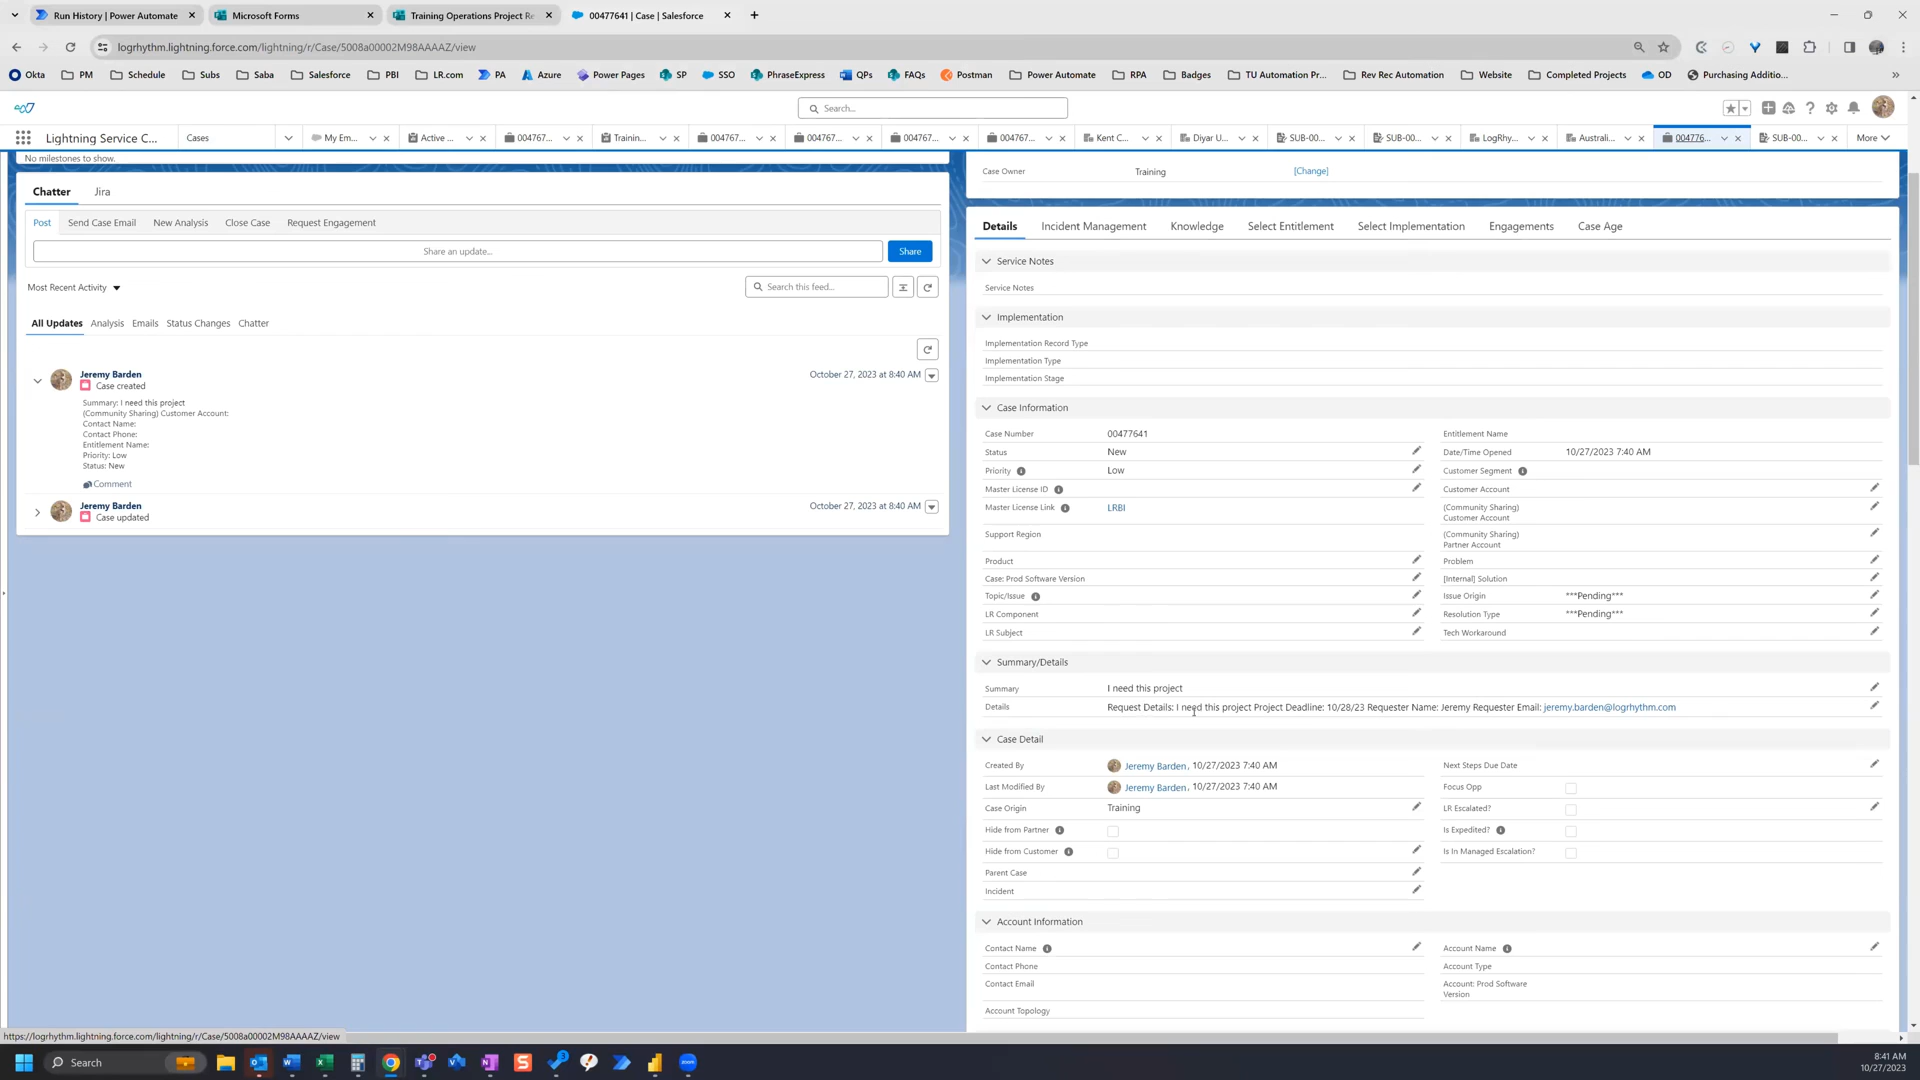 Run History | Power Automate
Microsoft Forms
Training Operations Project Re
00477641 | Case | Salesforce
logrhythm.lightning.force.com/lightning/r/Case/5008a00002M98AAAAZ/view
Okta
PM
Schedule
Subs
Saba
Salesforce
PBI
LR.com
PA
Azure
Power Pages
SP
SSO
PhraseExpress
QPs
FAQs
Postman
Power Automate
RPA
Badges
TU Automation Pr...
Rev Rec Automation
Website
Completed Projects
OD
Purchasing Additio...
Search...
Lightning Service C...
Cases
My Em...
Active ...
004767...
Trainin...
004767...
004767...
004767...
004767...
Kent C...
Diyar U...
SUB-00...
SUB-00...
LogRhy...
Australi...
004776...
SUB-00...
More
No milestones to show.
Chatter
Jira
Post
Send Case Email
New Analysis
Close Case
Request Engagement
Share an update...
Share
Most Recent Activity
Search this feed...
All Updates
Analysis
Emails
Status Changes
Chatter
Jeremy Barden
October 27, 2023 at 8:40 AM
Case created
Summary: I need this project
(Community Sharing) Customer Account:
Contact Name:
Contact Phone:
Entitlement Name:
Priority: Low
Status: New
Comment
Jeremy Barden
October 27, 2023 at 8:40 AM
Case updated
Case Owner
Training
[Change]
Details
Incident Management
Knowledge
Select Entitlement
Select Implementation
Engagements
Case Age
Service Notes
Service Notes
Implementation
Implementation Record Type
Implementation Type
Implementation Stage
Case Information
Case Number 00477641
Entitlement Name
Status New
Date/Time Opened 10/27/2023 7:40 AM
Priority Low
Customer Segment
Master License ID
Customer Account
Master License Link LRBI
(Community Sharing)
Customer Account
Support Region
(Community Sharing)
Partner Account
Product
Problem
Case: Prod Software Version
[Internal] Solution
Topic/Issue
Issue Origin ***Pending***
LR Component
Resolution Type ***Pending***
LR Subject
Tech Workaround
Summary/Details
Summary I need this project
Details Request Details: I need this project Project Deadline: 10/28/23 Requester Name: Jeremy Requester Email: jeremy.barden@logrhythm.com
Case Detail
Created By Jeremy Barden, 10/27/2023 7:40 AM
Next Steps Due Date
Last Modified By Jeremy Barden, 10/27/2023 7:40 AM
Focus Opp
Case Origin Training
LR Escalated?
Hide from Partner
Is Expedited?
Hide from Customer
Is In Managed Escalation?
Parent Case
Incident
Account Information
Contact Name
Account Name
Contact Phone
Account Type
Contact Email
Account: Prod Software
Version
Account Topology
https://logrhythm.lightning.force.com/lightning/r/Case/5008a00002M98AAAAZ/view
Search
zoom
8:41 AM
10/27/2023